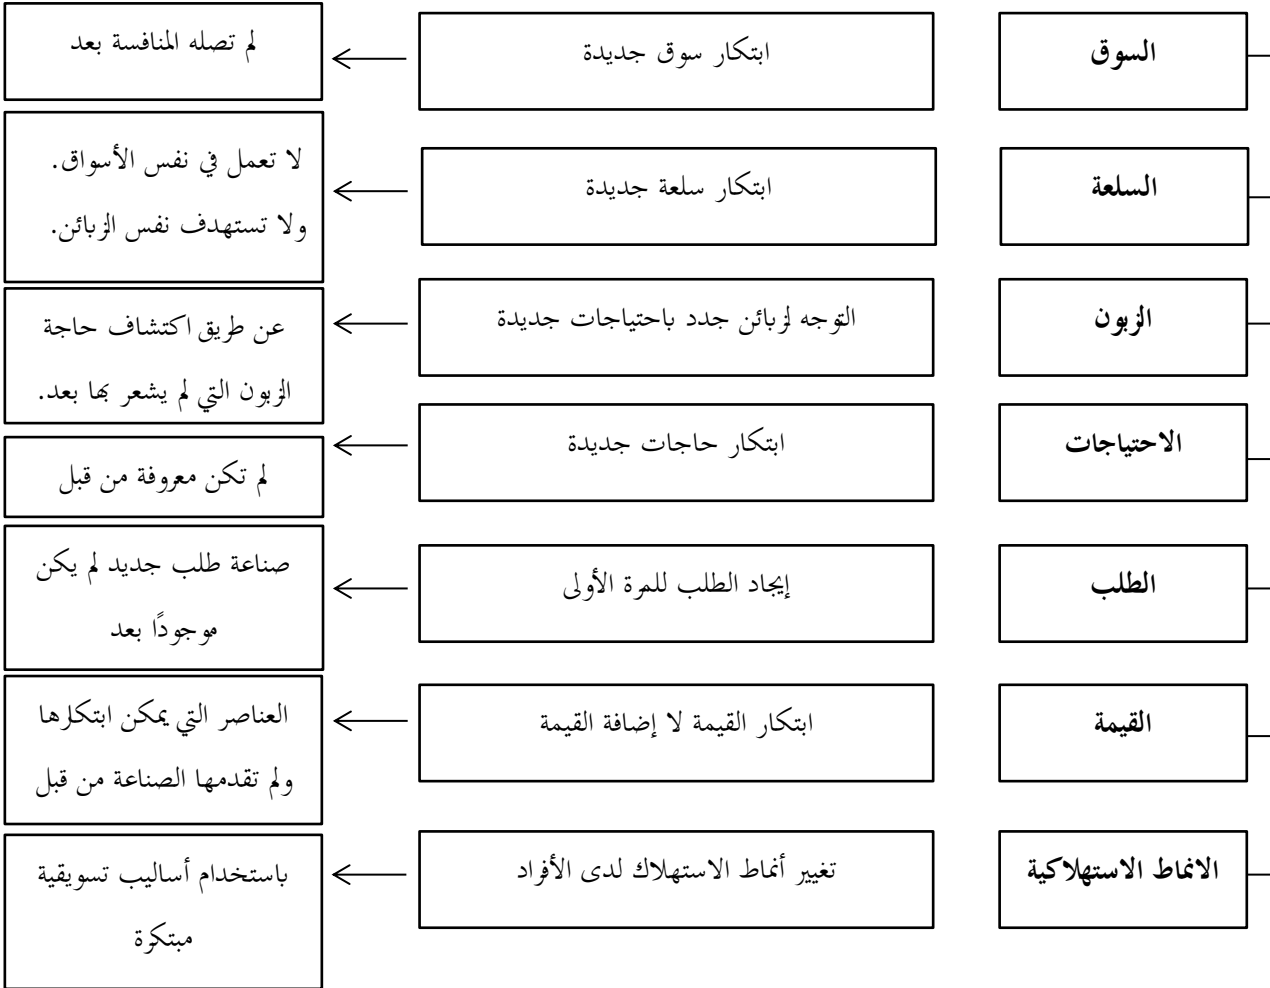 السوق
ابتكار سوق جديدة
لم تصله المنافسة بعد
السلعة
ابتكار سلعة جديدة
لا تعمل في نفس الأسواق.
ولا تستهدف نفس الزبائن.
الزبون
التوجه لزبائن جدد باحتياجات جديدة
عن طريق اكتشاف حاجة
الزبون التي لم يشعر بها بعد.
الاحتياجات
ابتكار حاجات جديدة
لم تكن معروفة من قبل
الطلب
إيجاد الطلب للمرة الأولى
صناعة طلب جديد لم يكن
موجودًا بعد
القيمة
ابتكار القيمة لا إضافة القيمة
العناصر التي يمكن ابتكارها
ولم تقدمها الصناعة من قبل
الانماط الاستهلاكية
تغيير أنماط الاستهلاك لدى الأفراد
باستخدام أساليب تسويقية
مبتكرة